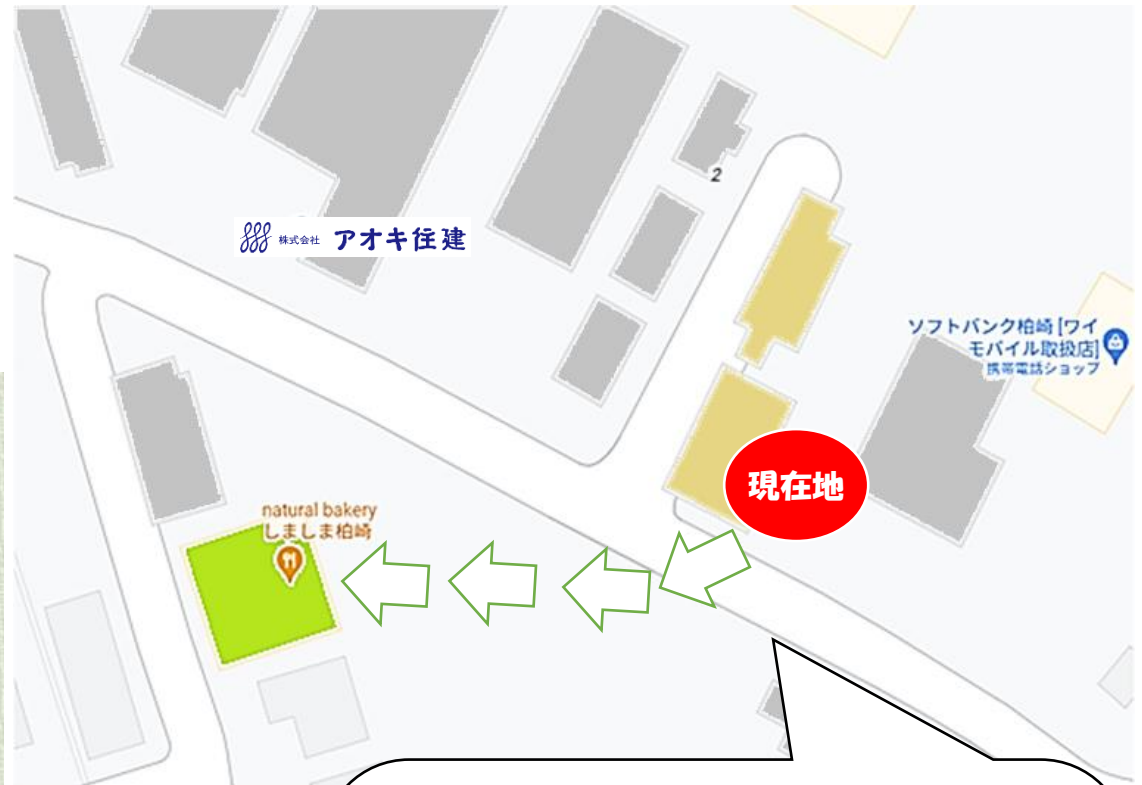 2
株式会社 アオキ住建
ソフトバンク柏崎 [ワイ
モバイル取扱店]
携帯電話ショップ
現在地
natural bakery
しましま柏崎